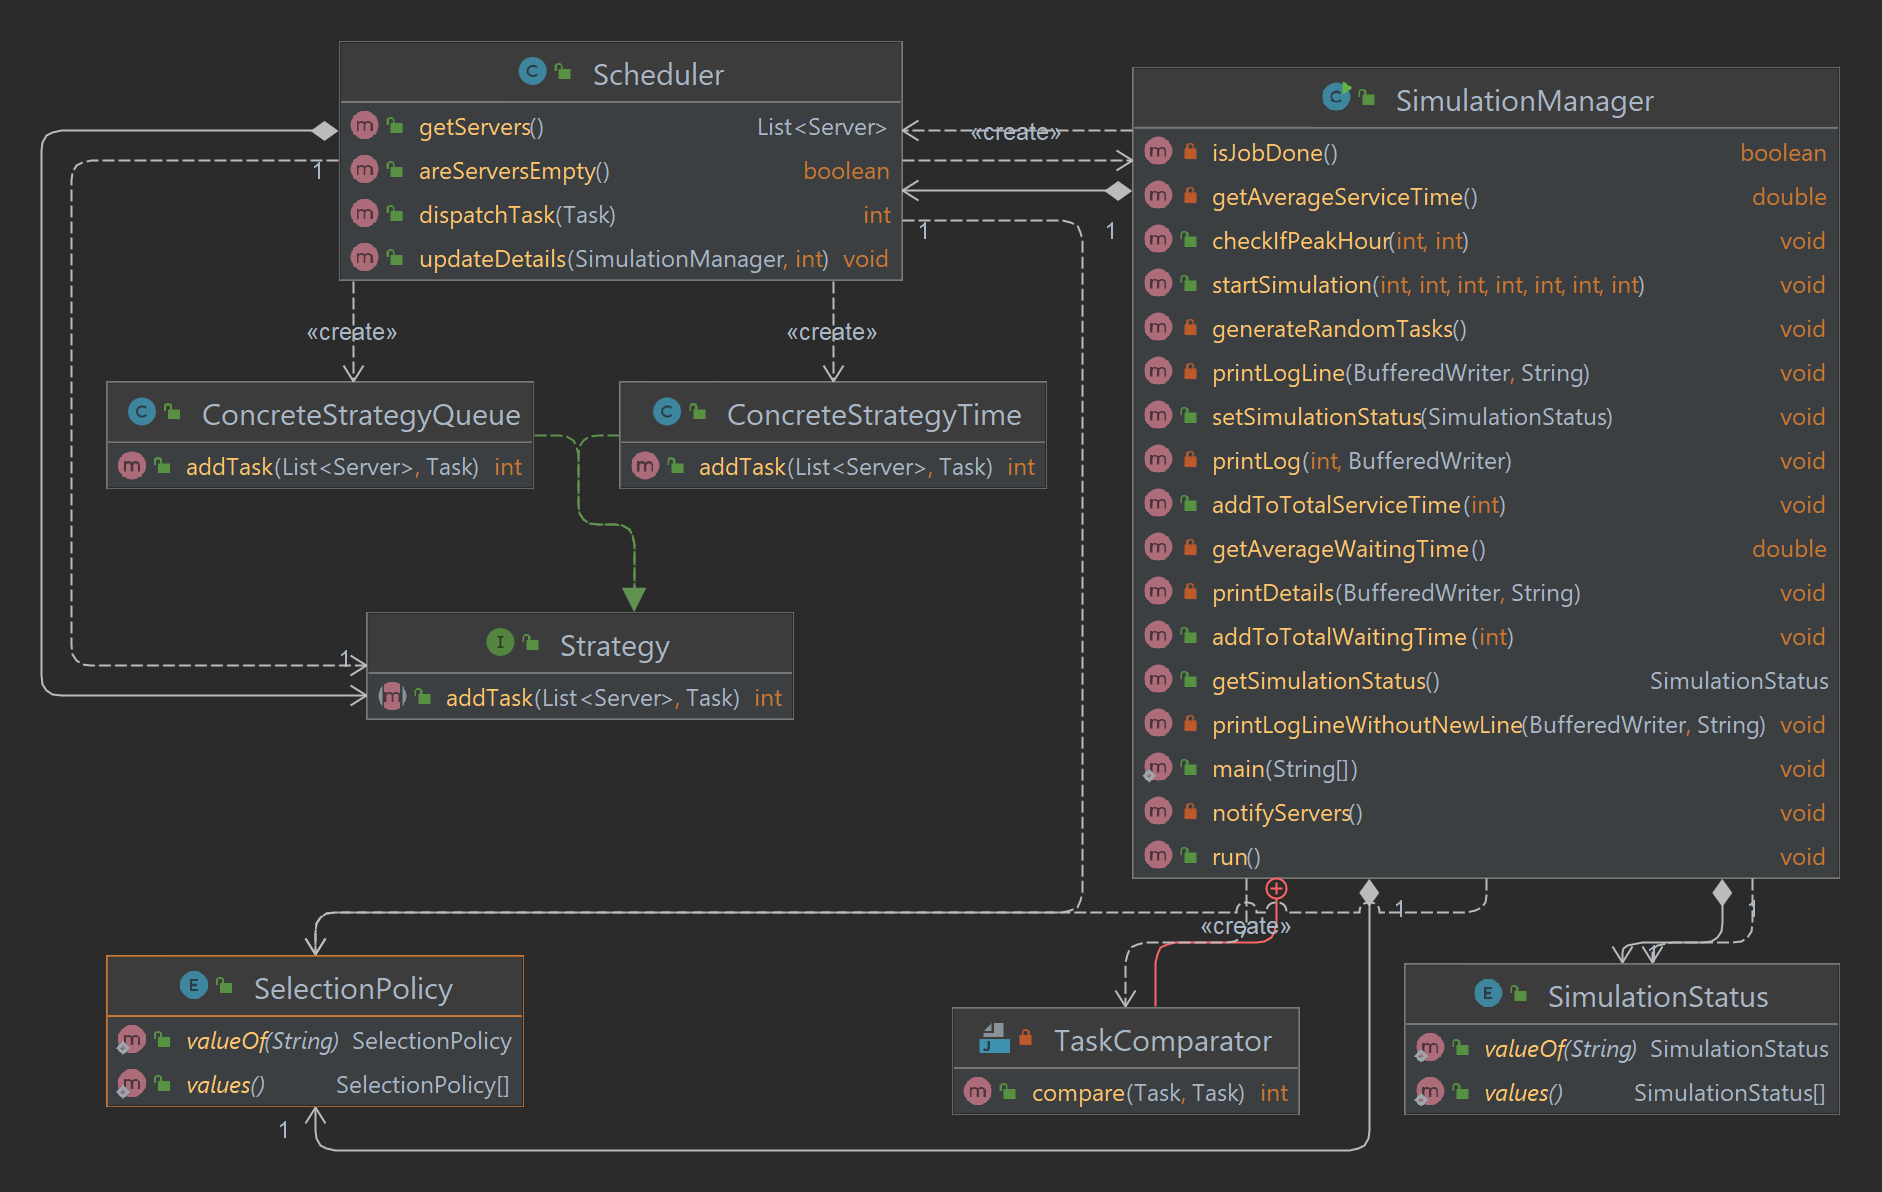 Scheduler
getServers() List<Server>
areServersEmpty() boolean
dispatchTask(Task) int
updateDetails(SimulationManager, int) void
«create»
1
1
1
SimulationManager
isJobDone() boolean
getAverageServiceTime() double
checkIfPeakHour(int, int) void
startSimulation(int, int, int, int, int, int, int) void
generateRandomTasks() void
printLogLine(BufferedWriter, String) void
setSimulationStatus(SimulationStatus) void
printLog(int, BufferedWriter) void
addToTotalServiceTime(int) void
getAverageWaitingTime() double
printDetails(BufferedWriter, String) void
addToTotalWaitingTime(int) void
getSimulationStatus() SimulationStatus
printLogLineWithoutNewLine(BufferedWriter, String) void
main(String[]) void
notifyServers() void
run() void
«create»
«create»
ConcreteStrategyQueue
addTask(List<Server>, Task) int
ConcreteStrategyTime
addTask(List<Server>, Task) int
1
Strategy
addTask(List<Server>, Task) int
1
1
«create»
1
SelectionPolicy
valueOf(String) SelectionPolicy
values() SelectionPolicy[]
1
TaskComparator
compare(Task, Task) int
SimulationStatus
valueOf(String) SimulationStatus
values() SimulationStatus[]